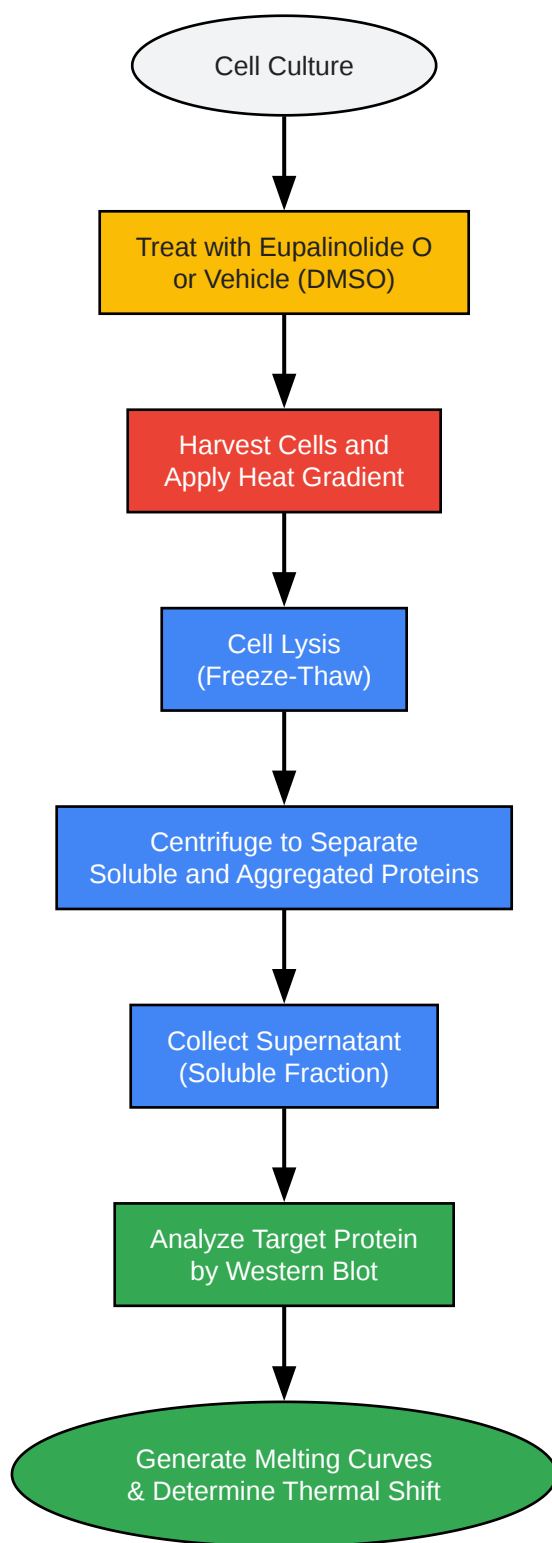 Cell Culture
Treat with Eupalinolide O
or Vehicle (DMSO)
Harvest Cells and
Apply Heat Gradient
Cell Lysis
(Freeze-Thaw)
Centrifuge to Separate
Soluble and Aggregated Proteins
Collect Supernatant
(Soluble Fraction)
Analyze Target Protein
by Western Blot
Generate Melting Curves
& Determine Thermal Shift